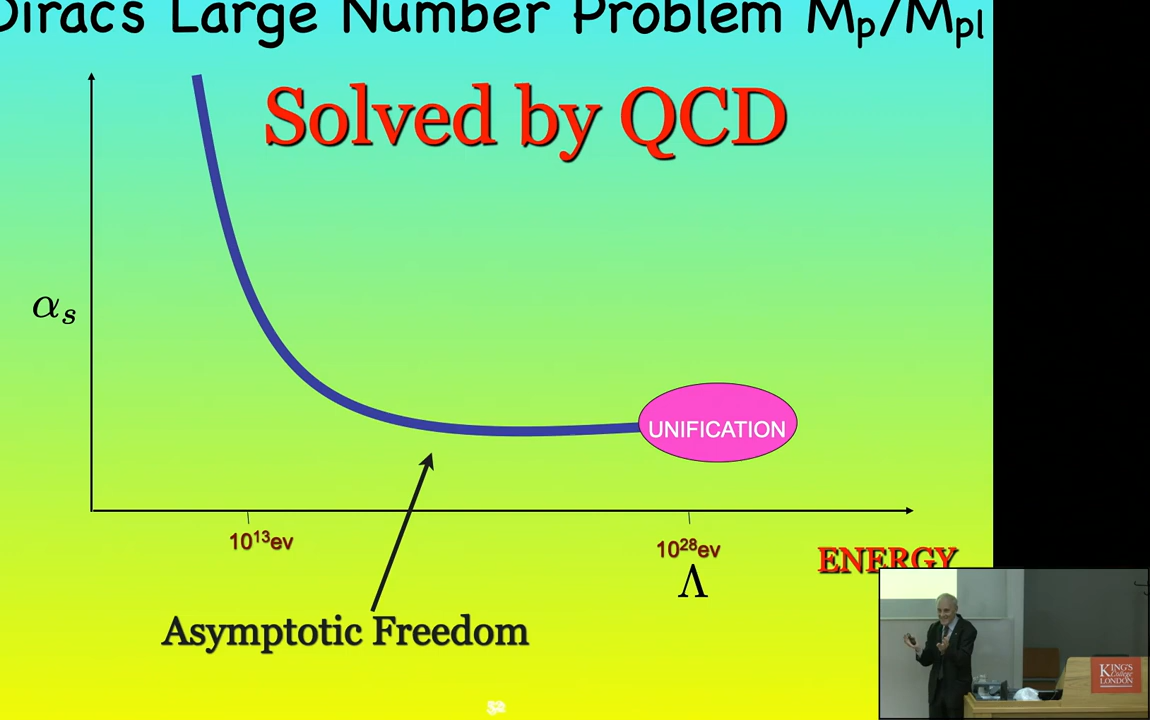 Diracs Large Number Problem Mp/Mpl
Solved by QCD
αs
UNIFICATION
10¹³ev
10²⁸ev
Λ
ENERGY
Asymptotic Freedom
KING'S
College
LONDON